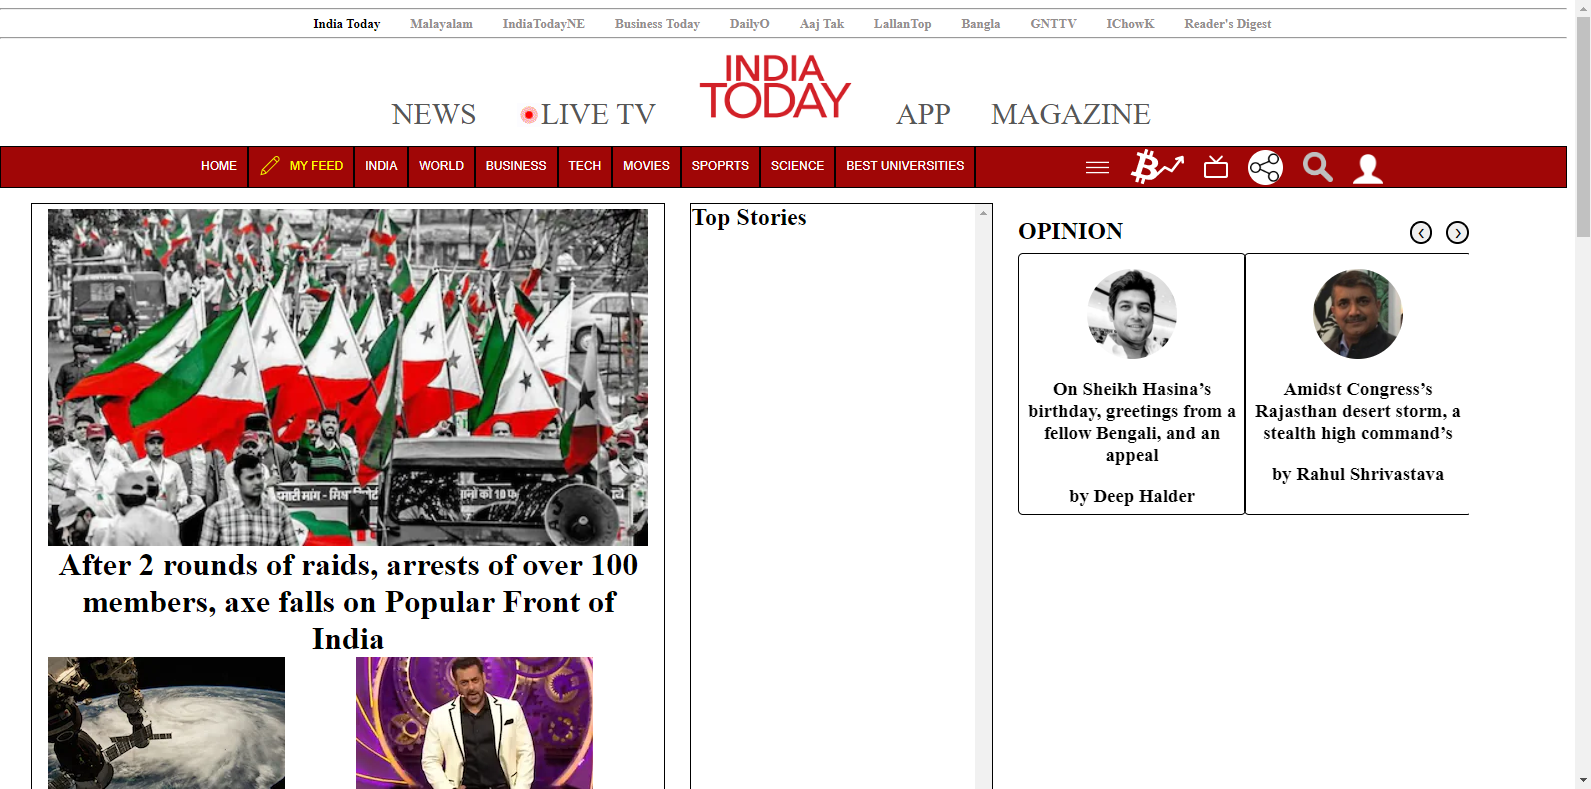 India Today Malayalam IndiaTodayNE Business Today DailyO Aaj Tak LallanTop Bangla GNTTV IChowK Reader's Digest
INDIA
TODAY
NEWS LIVE TV APP MAGAZINE
HOME MY FEED INDIA WORLD BUSINESS TECH MOVIES SPOPRTS SCIENCE BEST UNIVERSITIES
After 2 rounds of raids, arrests of over 100
members, axe falls on Popular Front of
India
Top Stories
OPINION
On Sheikh Hasina’s
birthday, greetings from a
fellow Bengali, and an
appeal
by Deep Halder
Amidst Congress’s
Rajasthan desert storm, a
stealth high command’s
by Rahul Shrivastava